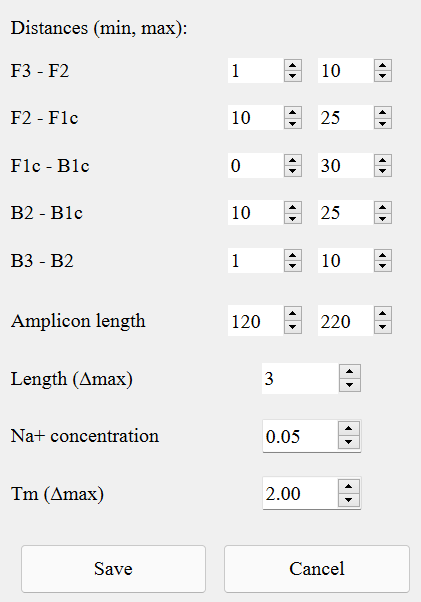 Distances (min, max):
F3 - F2 1 10
F2 - F1c 10 25
F1c - B1c 0 30
B2 - B1c 10 25
B3 - B2 1 10
Amplicon length 120 220
Length (Δmax) 3
Na+ concentration 0.05
Tm (Δmax) 2.00
Save Cancel